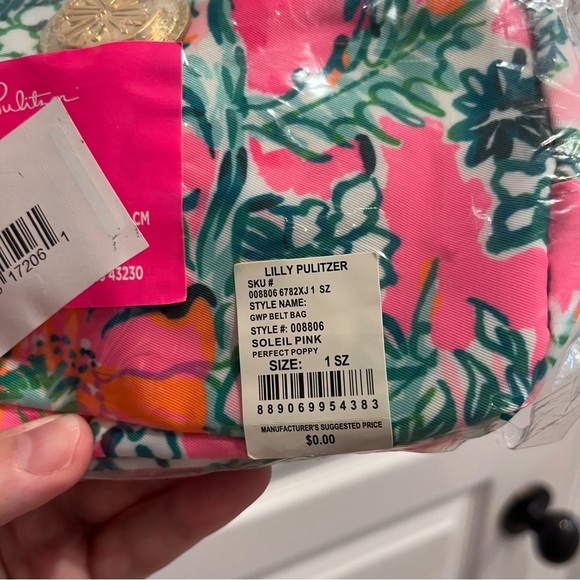 Pulitzer
CM
17206 1
43230
LILLY PULITZER
SKU #
008806 6782XJ 1 SZ
STYLE NAME:
GWP BELT BAG
STYLE #: 008806
SOLEIL PINK
PERFECT POPPY
SIZE: 1 SZ
889069954383
MANUFACTURER'S SUGGESTED PRICE
$0.00